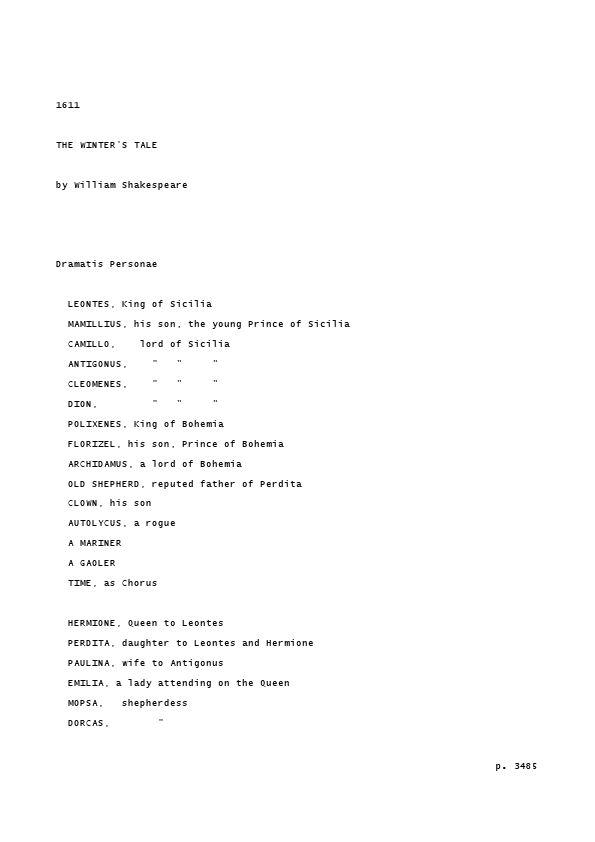 1611
THE WINTER'S TALE
by William Shakespeare
Dramatis Personae
LEONTES, King of Sicilia
MAMILLIUS, his son, the young Prince of Sicilia
CAMILLO,    lord of Sicilia
ANTIGONUS,    "   "     "
CLEOMENES,    "   "     "
DION,         "   "     "
POLIXENES, King of Bohemia
FLORIZEL, his son, Prince of Bohemia
ARCHIDAMUS, a lord of Bohemia
OLD SHEPHERD, reputed father of Perdita
CLOWN, his son
AUTOLYCUS, a rogue
A MARINER
A GAOLER
TIME, as Chorus
HERMIONE, Queen to Leontes
PERDITA, daughter to Leontes and Hermione
PAULINA, wife to Antigonus
EMILIA, a lady attending on the Queen
MOPSA,   shepherdess
DORCAS,        "
p. 3485